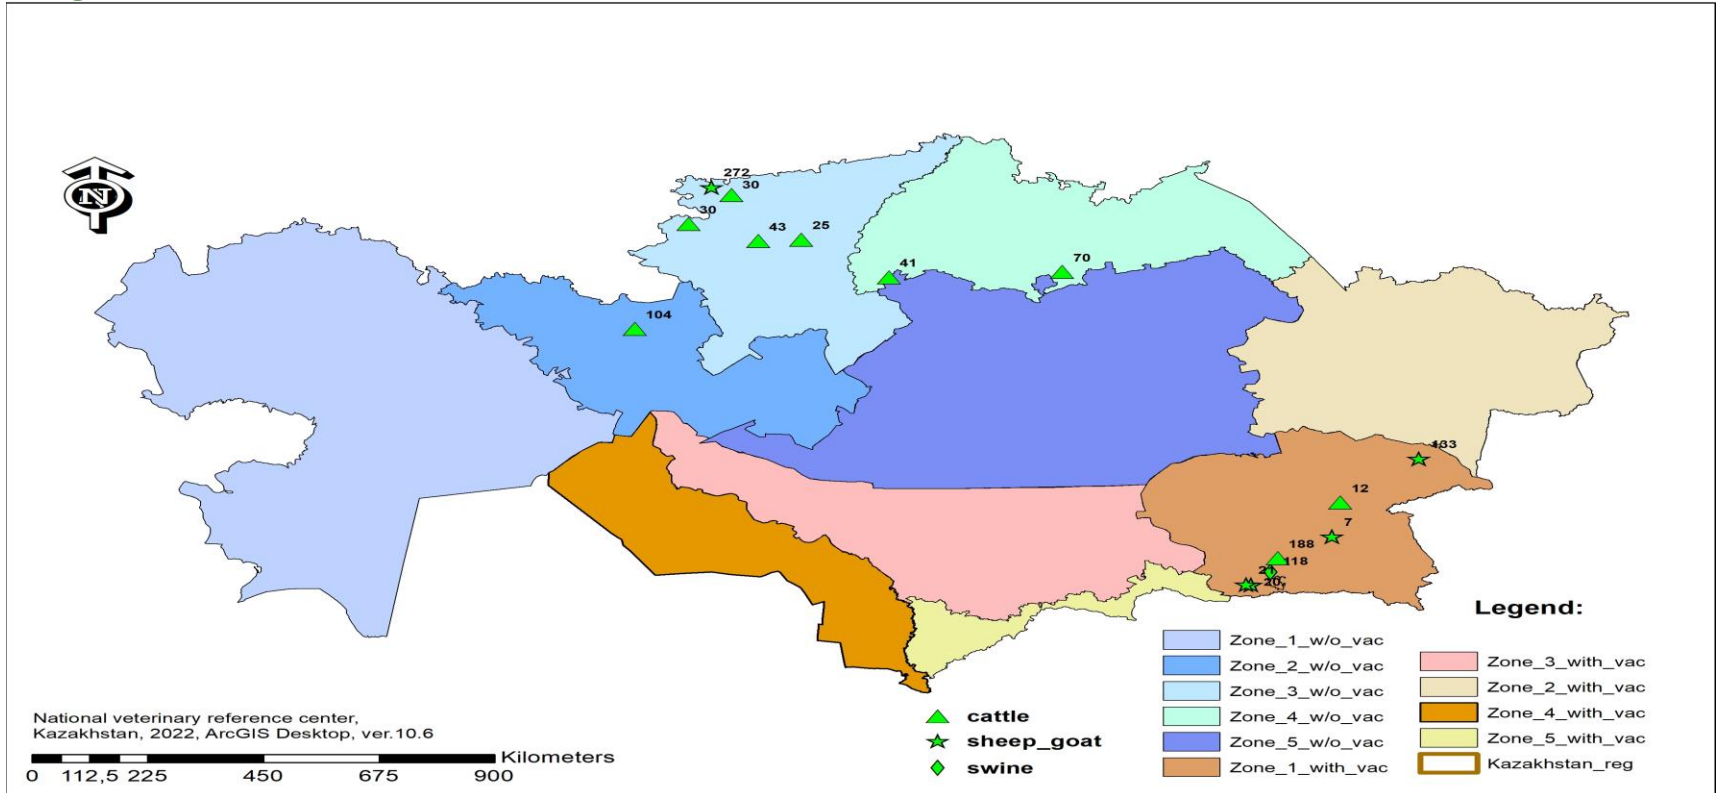 N
272
30
30
43
25
41
70
104
133
12
7
188
118
21
20
Legend:
Zone_1_w/o_vac
Zone_2_w/o_vac
Zone_3_w/o_vac
Zone_4_w/o_vac
Zone_5_w/o_vac
Zone_1_with_vac
Zone_3_with_vac
Zone_2_with_vac
Zone_4_with_vac
Zone_5_with_vac
Kazakhstan_reg
cattle
sheep_goat
swine
National veterinary reference center,
Kazakhstan, 2022, ArcGIS Desktop, ver.10.6
Kilometers
0 112,5 225 450 675 900